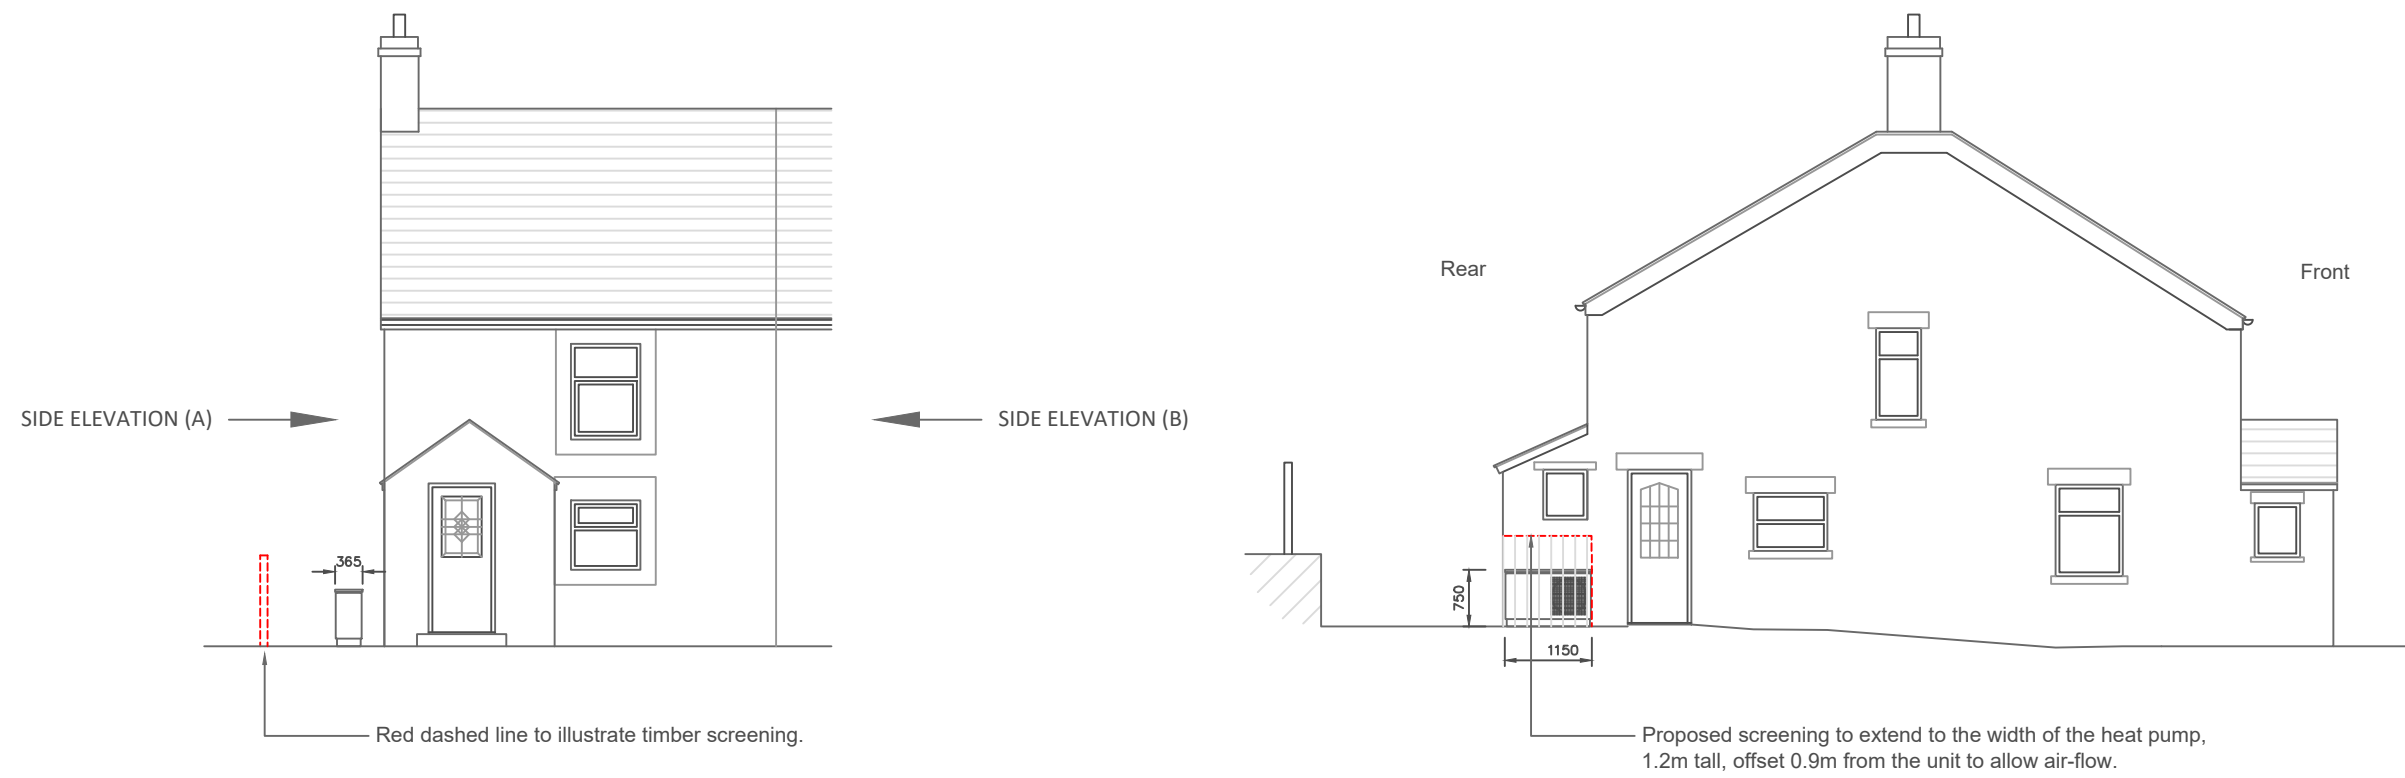 SIDE ELEVATION (A)
SIDE ELEVATION (B)
365
Red dashed line to illustrate timber screening.
Rear
Front
750
1150
Proposed screening to extend to the width of the heat pump,
1.2m tall, offset 0.9m from the unit to allow air-flow.